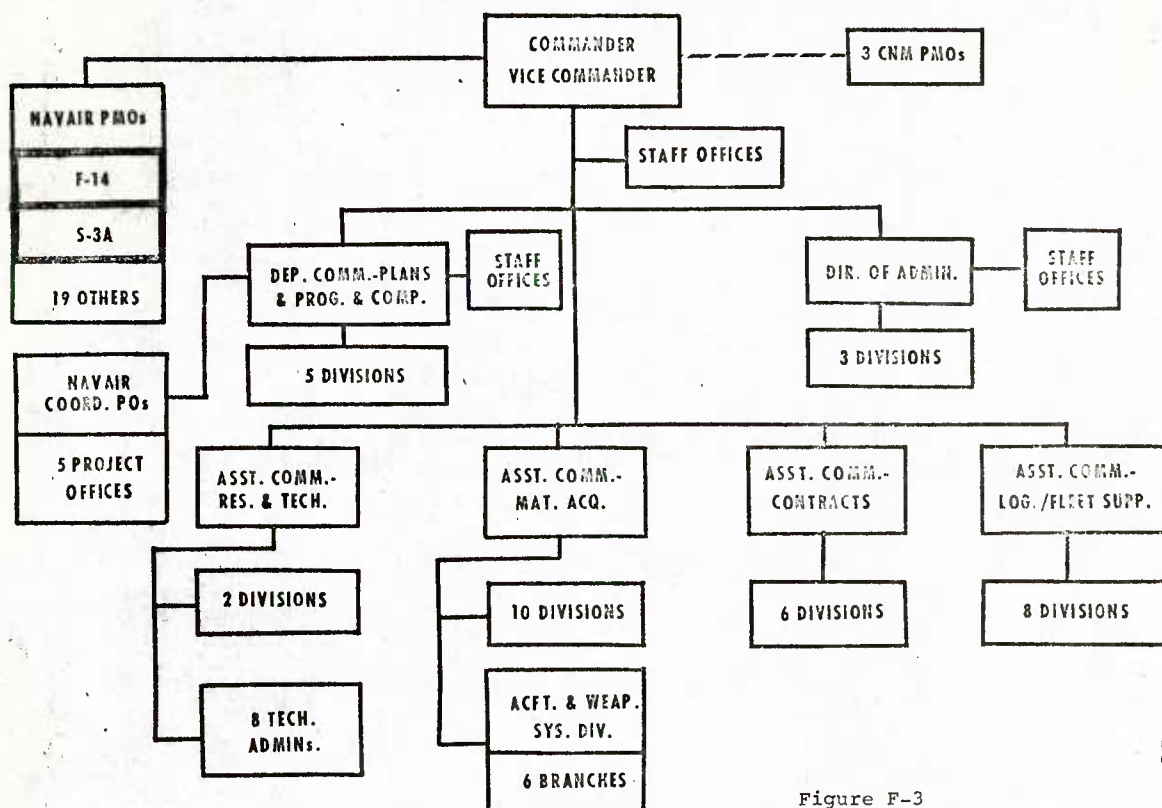 COMMANDER
VICE COMMANDER
3 CNM PMOs
NAVAIR PMOs
F-14
S-3A
19 OTHERS
STAFF OFFICES
DEP. COMM.-PLANS
& PROG. & COMP.
STAFF
OFFICES
DIR. OF ADMIN.
STAFF
OFFICES
5 DIVISIONS
3 DIVISIONS
NAVAIR
COORD. POs
5 PROJECT
OFFICES
ASST. COMM.-
RES. & TECH.
ASST. COMM.-
MAT. ACQ.
ASST. COMM.-
CONTRACTS
ASST. COMM.-
LOG./FLEET SUPP.
2 DIVISIONS
10 DIVISIONS
6 DIVISIONS
8 DIVISIONS
8 TECH.
ADMINs.
ACFT. & WEAP.
SYS. DIV.
6 BRANCHES
Figure F-3